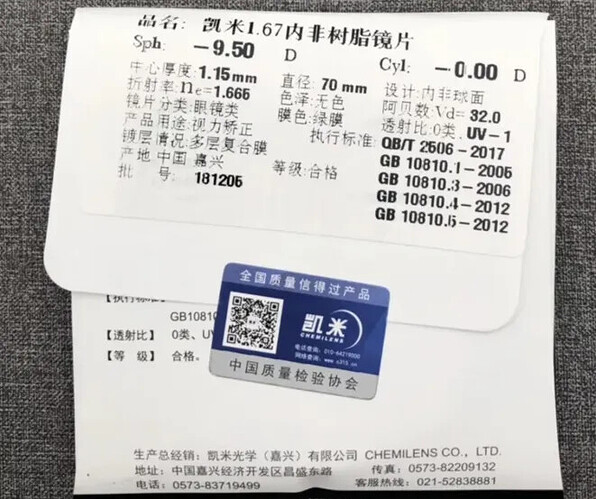 品名: 凯米1.67内非树脂镜片
Sph: -9.50 D Cyl: -0.00 D
中心厚度: 1.15mm 直径: 70 mm 设计: 内非球面
折射率: ne=1.665 色泽: 无色 阿贝数: Vd= 32.0
镜片分类: 眼镜类 膜色: 绿膜 透射比: 0类, UV-1
产品用途: 视力矫正 执行标准: QB/T 2506-2017
镀层情况: 多层复合膜 GB 10810.1-2005
产地 中国 嘉兴 等级: 合格 GB 10810.3-2006
批 号: 181205 GB 10810.4-2012
GB 10810.5-2012
全国质量信得过产品
凯米
CHEMILENS
电话查询: 010-64219000
网络查询: www.c315.cn
中国质量检验协会
【执行标准】
GB10810
【透射比】 0类, UV
【等 级】 合格。
生产总经销: 凯米光学（嘉兴）有限公司 CHEMILENS CO., LTD.
地址: 中国嘉兴经济开发区昌盛东路 传真: 0573-82209132
电话: 0573-83719499 客服热线: 021-52838881